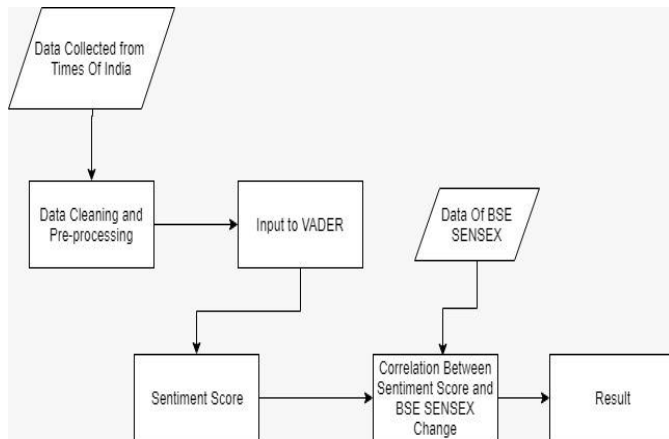 Data Collected from
Times Of India
Data Cleaning and
Pre-processing
Input to VADER
Data Of BSE
SENSEX
Sentiment Score
Correlation Between
Sentiment Score and
BSE SENSEX
Change
Result